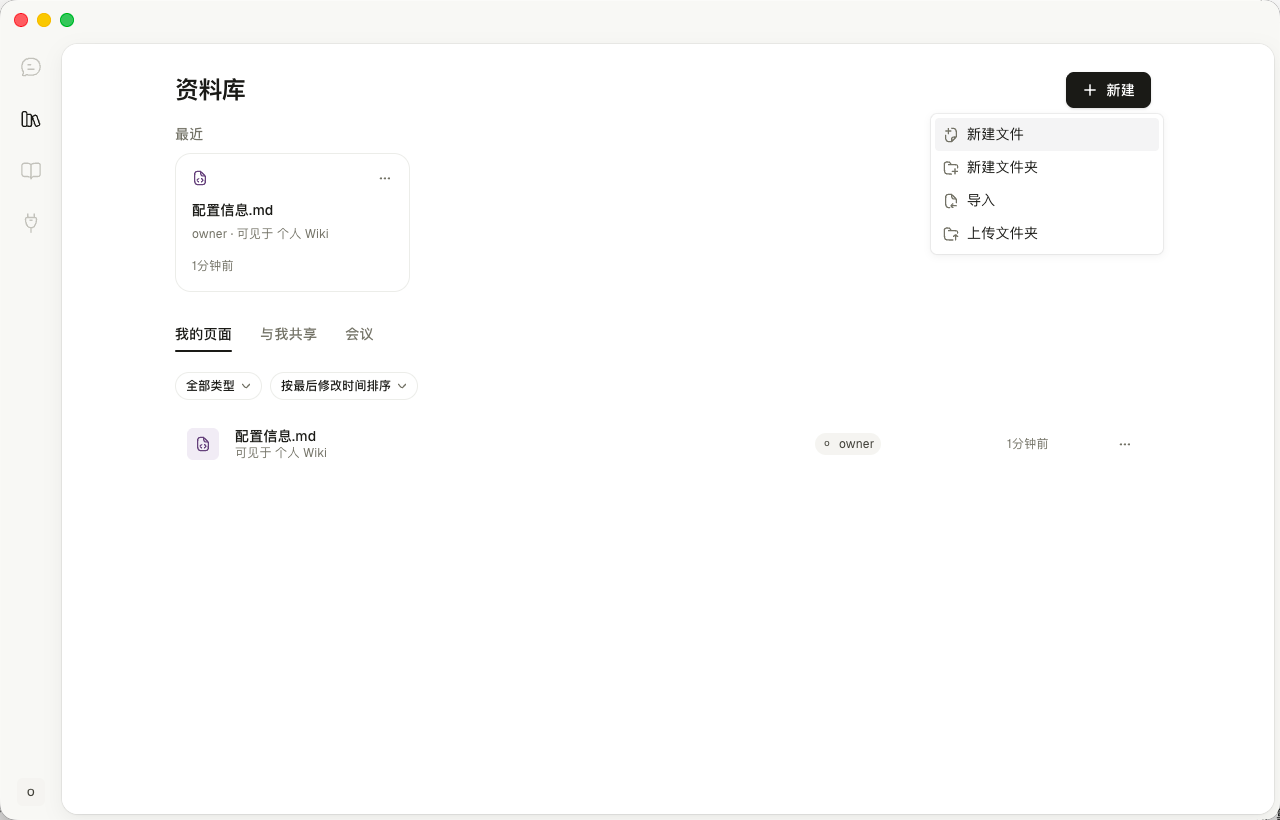 资料库
新建
新建文件
新建文件夹
导入
上传文件夹
最近
配置信息.md
owner · 可见于 个人 Wiki
1分钟前
我的页面 与我共享 会议
全部类型 按最后修改时间排序
配置信息.md
可见于 个人 Wiki
o owner
1分钟前
o